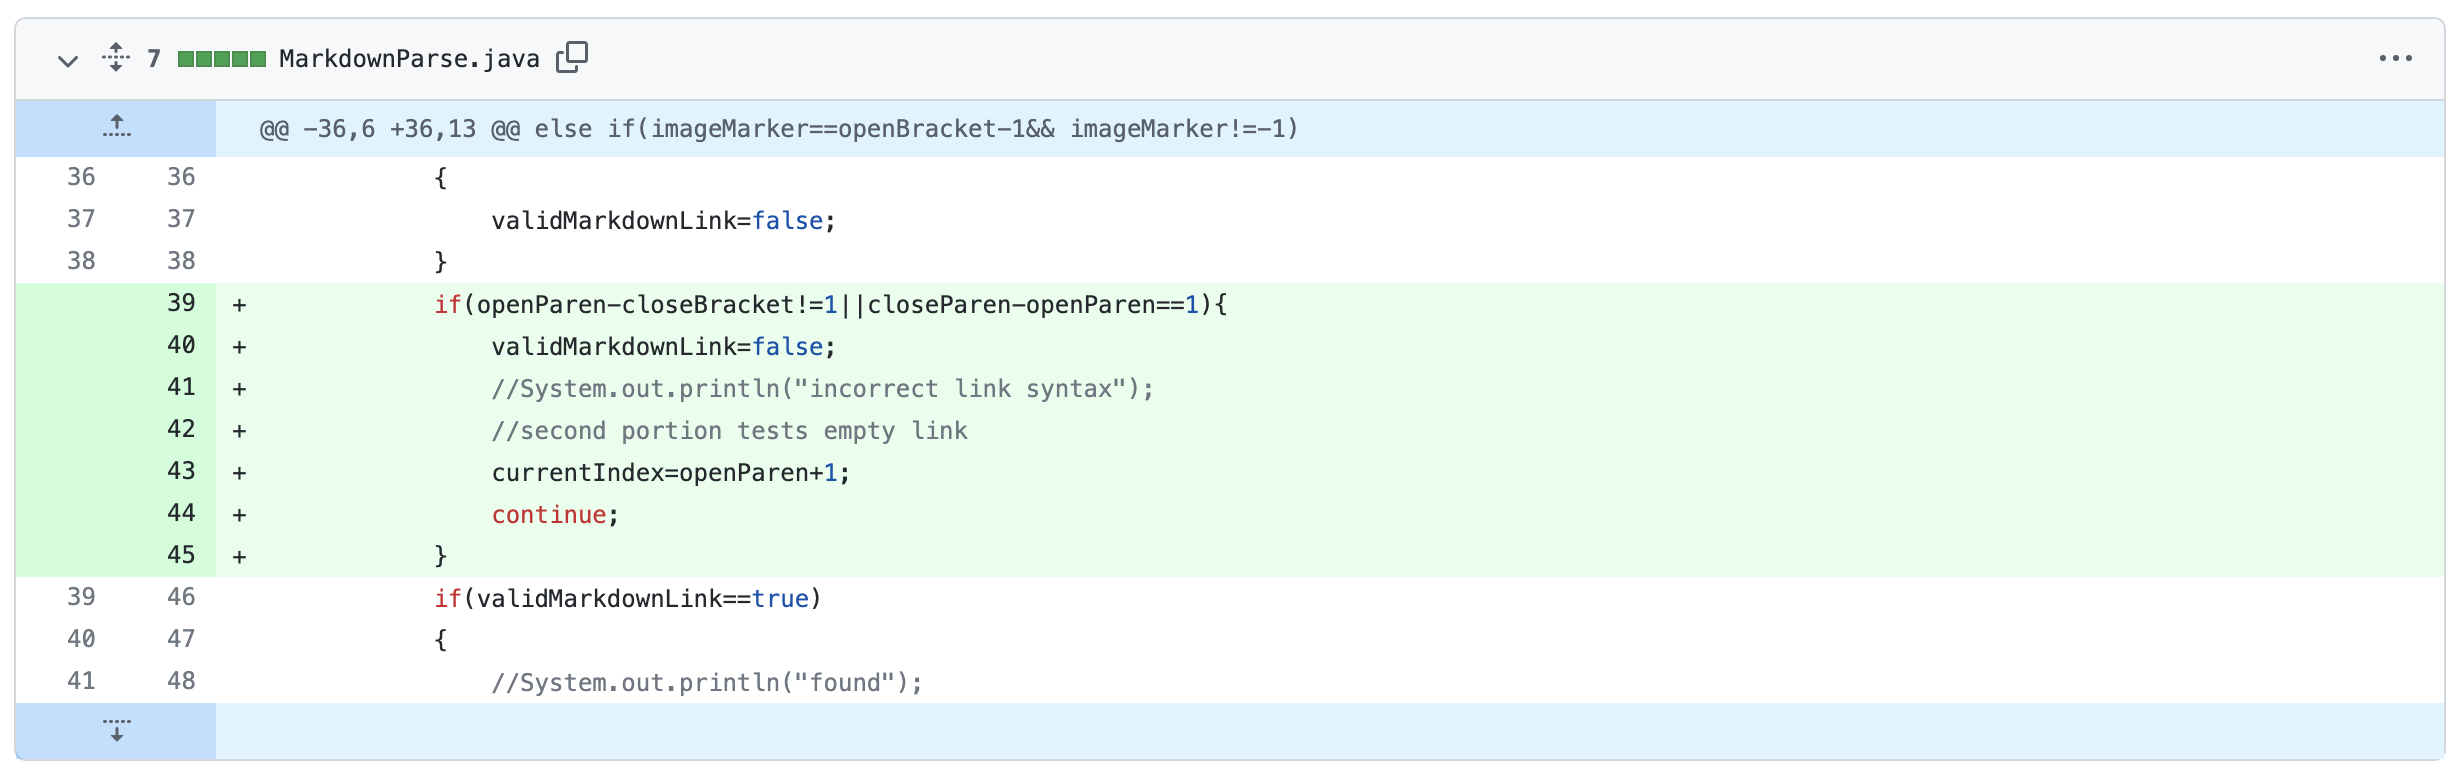 7 MarkdownParse.java
@@ -36,6 +36,13 @@ else if(imageMarker==openBracket-1&& imageMarker!=-1)
36 36 {
37 37 validMarkdownLink=false;
38 38 }
39 + if(openParen-closeBracket!=1||closeParen-openParen==1){
40 + validMarkdownLink=false;
41 + //System.out.println("incorrect link syntax");
42 + //second portion tests empty link
43 + currentIndex=openParen+1;
44 + continue;
45 + }
39 46 if(validMarkdownLink==true)
40 47 {
41 48 //System.out.println("found");